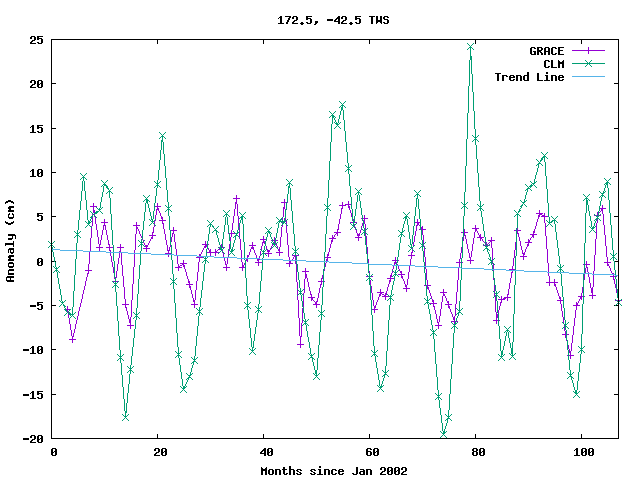 172.5, -42.5 TWS
GRACE
CLM
Trend Line
25
20
15
10
5
0
-5
-10
-15
-20
Anomaly (cm)
0 20 40 60 80 100
Months since Jan 2002